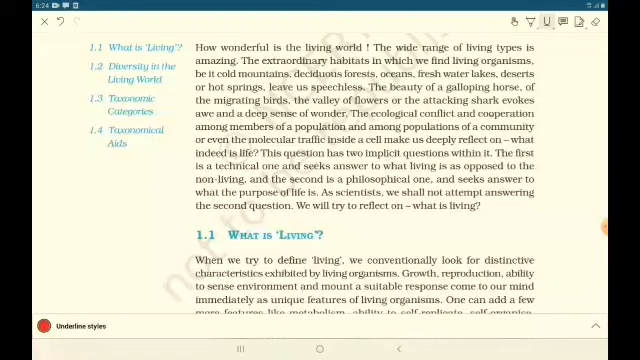 6:24
1.1 What is 'Living'?
1.2 Diversity in the
Living World
1.3 Taxonomic
Categories
1.4 Taxonomical
Aids
How wonderful is the living world ! The wide range of living types is
amazing. The extraordinary habitats in which we find living organisms,
be it cold mountains, deciduous forests, oceans, fresh water lakes, deserts
or hot springs, leave us speechless. The beauty of a galloping horse, of
the migrating birds, the valley of flowers or the attacking shark evokes
awe and a deep sense of wonder. The ecological conflict and cooperation
among members of a population and among populations of a community
or even the molecular traffic inside a cell make us deeply reflect on – what
indeed is life? This question has two implicit questions within it. The first
is a technical one and seeks answer to what living is as opposed to the
non-living, and the second is a philosophical one, and seeks answer to
what the purpose of life is. As scientists, we shall not attempt answering
the second question. We will try to reflect on – what is living?
1.1 What is 'Living'?
When we try to define 'living', we conventionally look for distinctive
characteristics exhibited by living organisms. Growth, reproduction, ability
to sense environment and mount a suitable response come to our mind
immediately as unique features of living organisms. One can add a few
more features like metabolism, ability to self-replicate, self-organise,
Underline styles